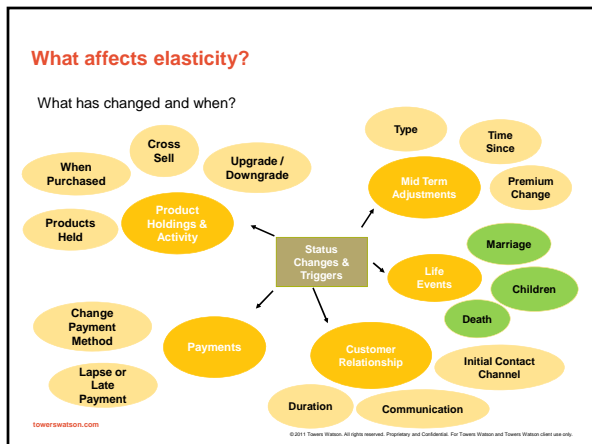 What affects elasticity?
What has changed and when?
Cross
Sell
Type
Time
Since
When
Purchased
Upgrade /
Downgrade
Mid Term
Adjustments
Premium
Change
Products
Held
Product
Holdings &
Activity
Status
Changes &
Triggers
Marriage
Life
Events
Children
Death
Change
Payment
Method
Payments
Customer
Relationship
Initial Contact
Channel
Lapse or
Late
Payment
Duration
Communication
towerswatson.com
© 2011 Towers Watson. All rights reserved. Proprietary and Confidential. For Towers Watson and Towers Watson client use only.